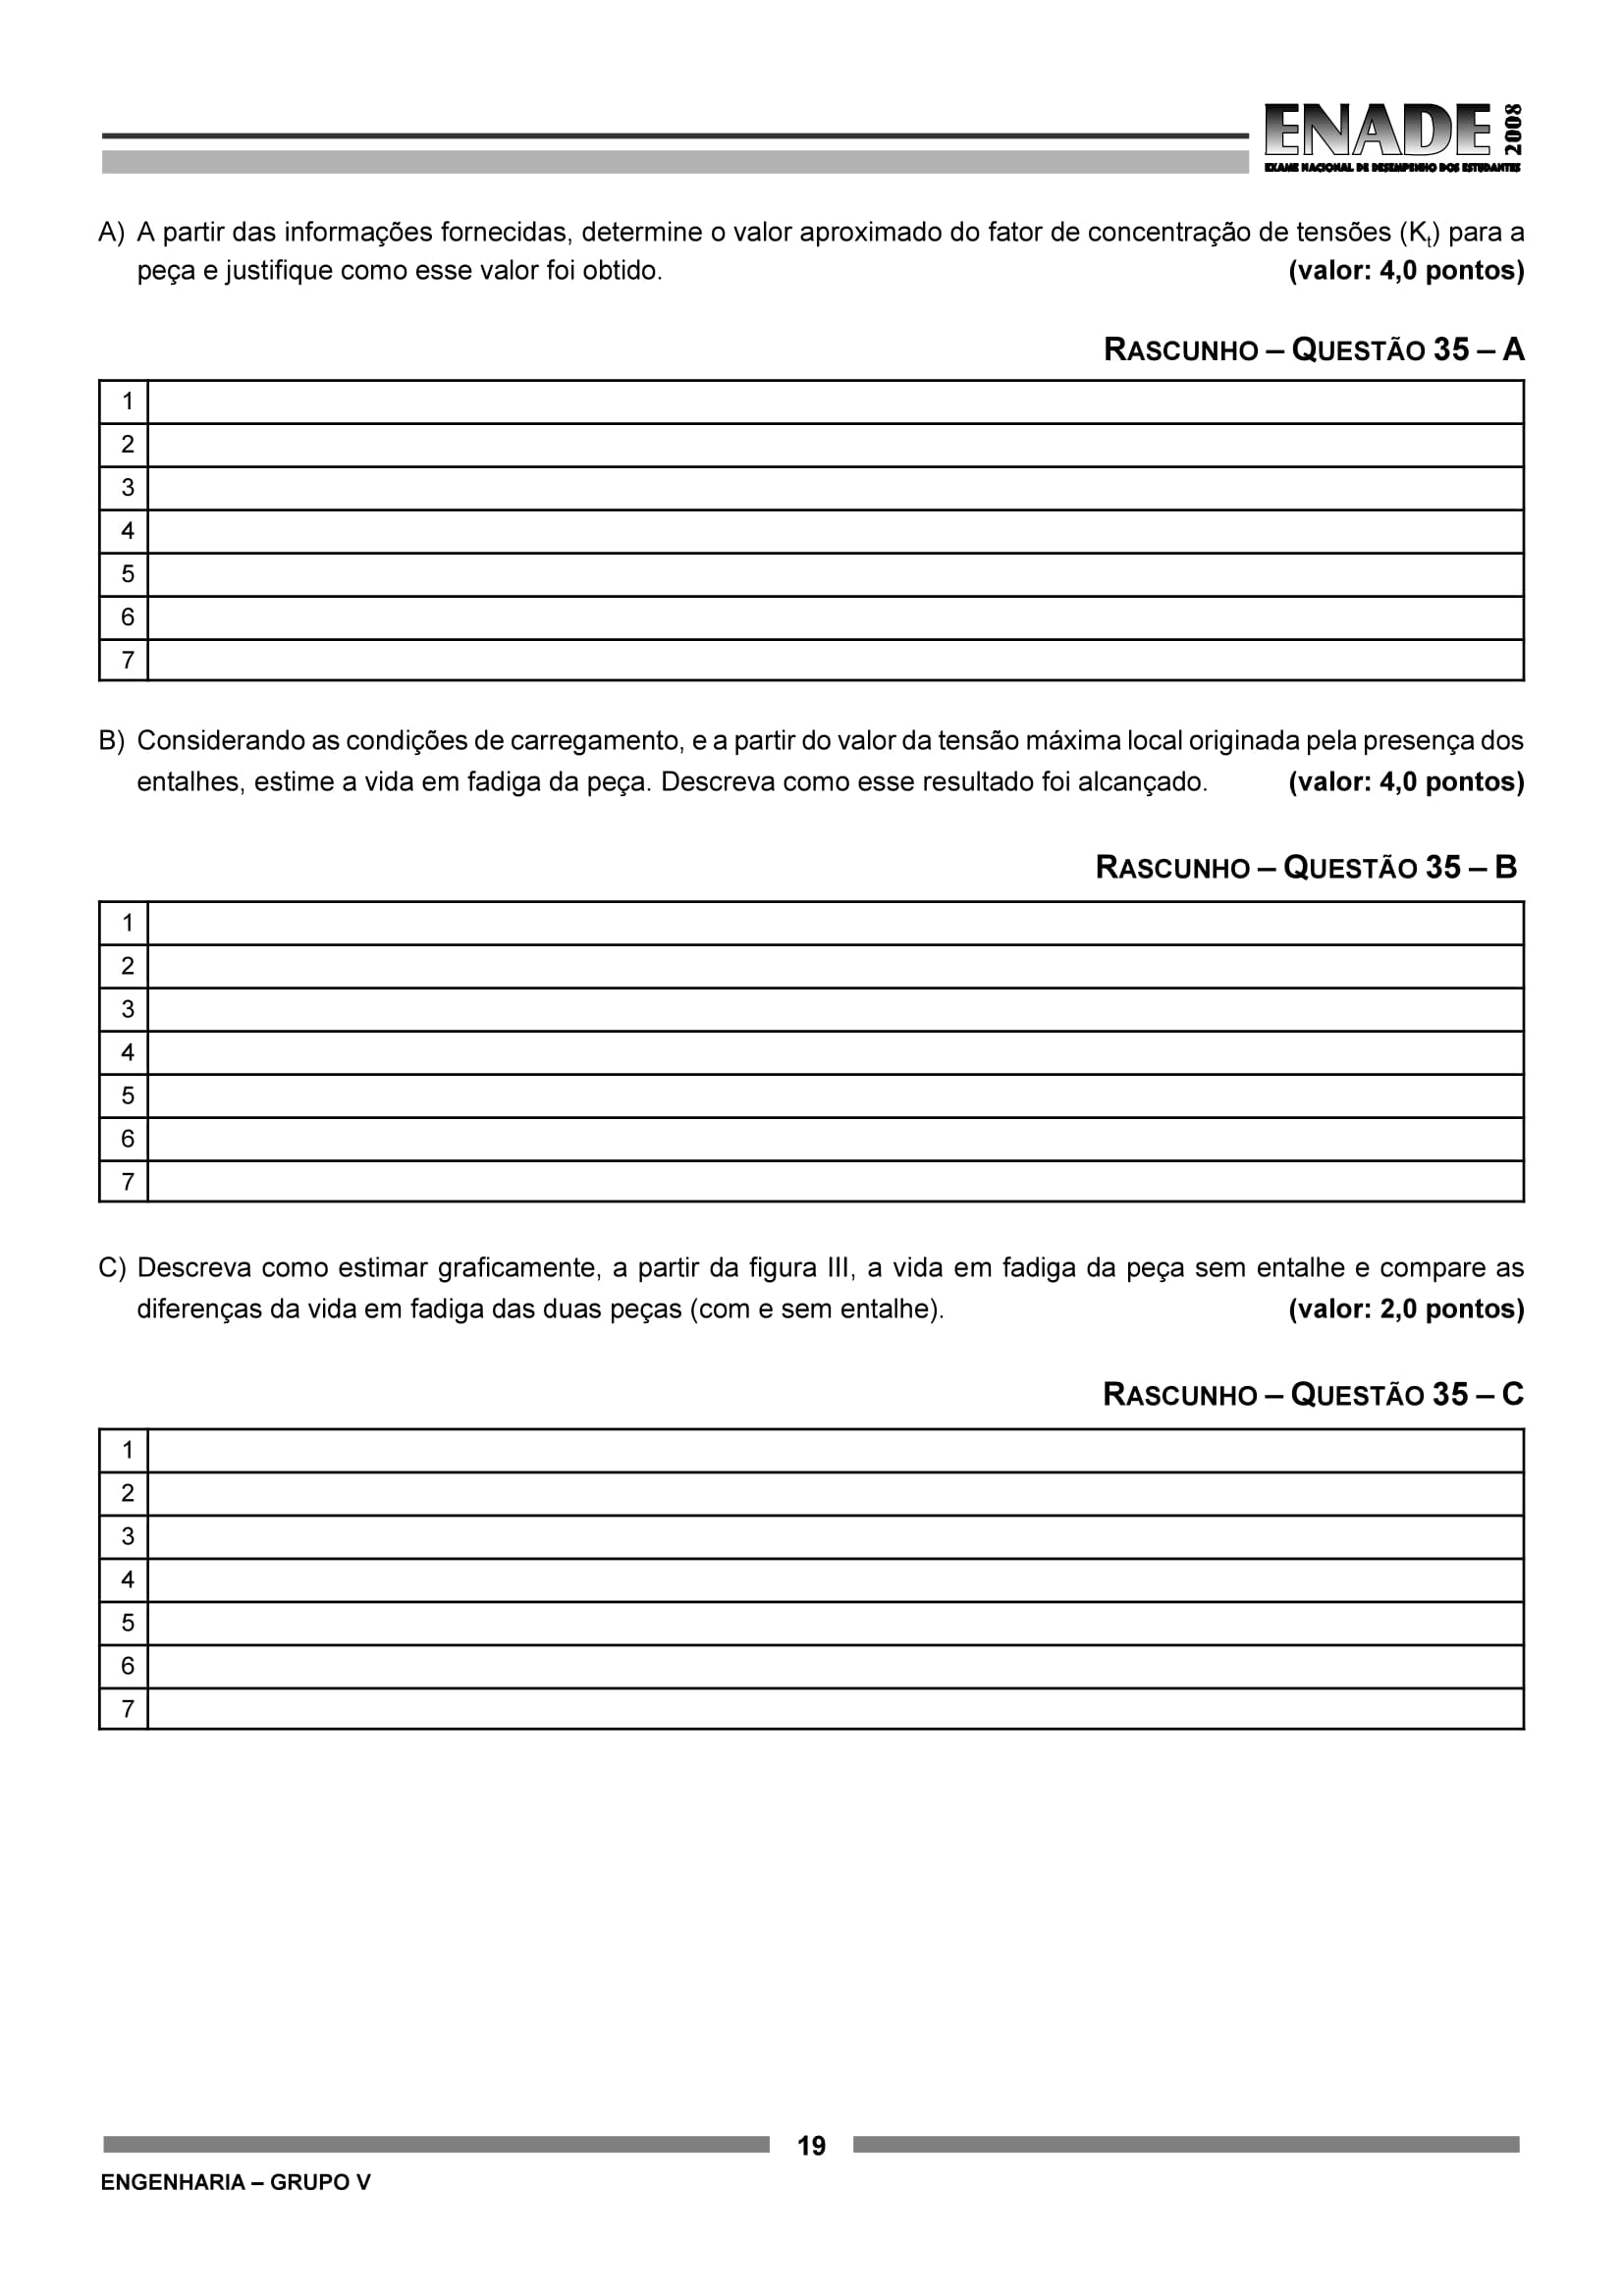 ENADE 2008
EXAME NACIONAL DE DESEMPENHO DOS ESTUDANTES
A) A partir das informações fornecidas, determine o valor aproximado do fator de concentração de tensões (Kt) para a
peça e justifique como esse valor foi obtido. (valor: 4,0 pontos)
RASCUNHO – QUESTÃO 35 – A
1
2
3
4
5
6
7
B) Considerando as condições de carregamento, e a partir do valor da tensão máxima local originada pela presença dos
entalhes, estime a vida em fadiga da peça. Descreva como esse resultado foi alcançado. (valor: 4,0 pontos)
RASCUNHO – QUESTÃO 35 – B
1
2
3
4
5
6
7
C) Descreva como estimar graficamente, a partir da figura III, a vida em fadiga da peça sem entalhe e compare as
diferenças da vida em fadiga das duas peças (com e sem entalhe). (valor: 2,0 pontos)
RASCUNHO – QUESTÃO 35 – C
1
2
3
4
5
6
7
19
ENGENHARIA – GRUPO V